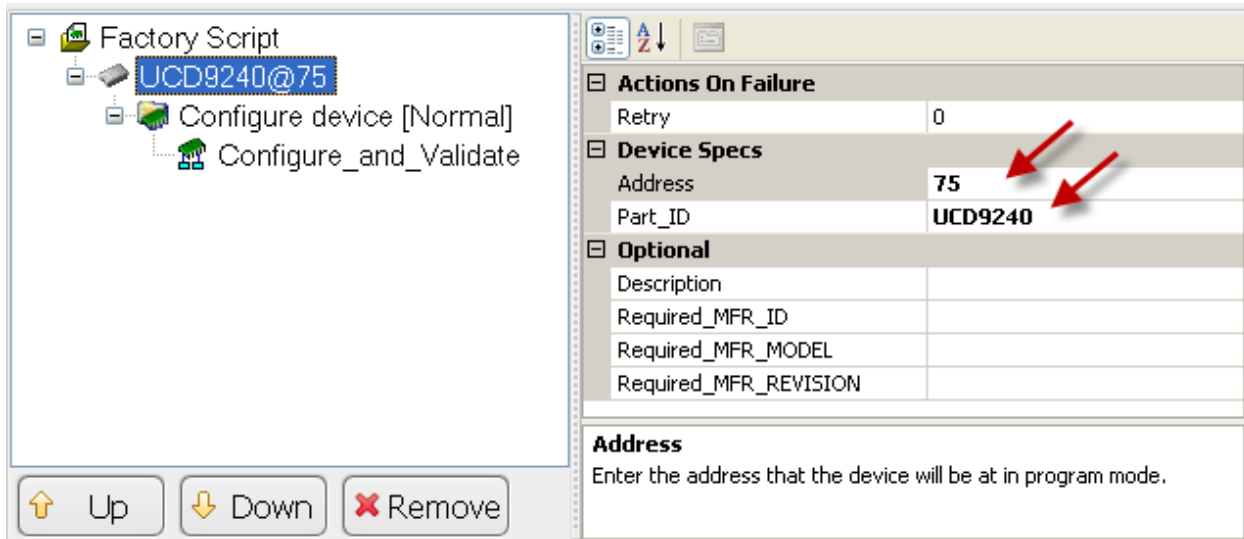 Factory Script
UCD9240@75
Configure device [Normal]
Configure_and_Validate
Up
Down
Remove
A
Z
Actions On Failure
Retry 0
Device Specs
Address 75
Part_ID UCD9240
Optional
Description
Required_MFR_ID
Required_MFR_MODEL
Required_MFR_REVISION
Address
Enter the address that the device will be at in program mode.